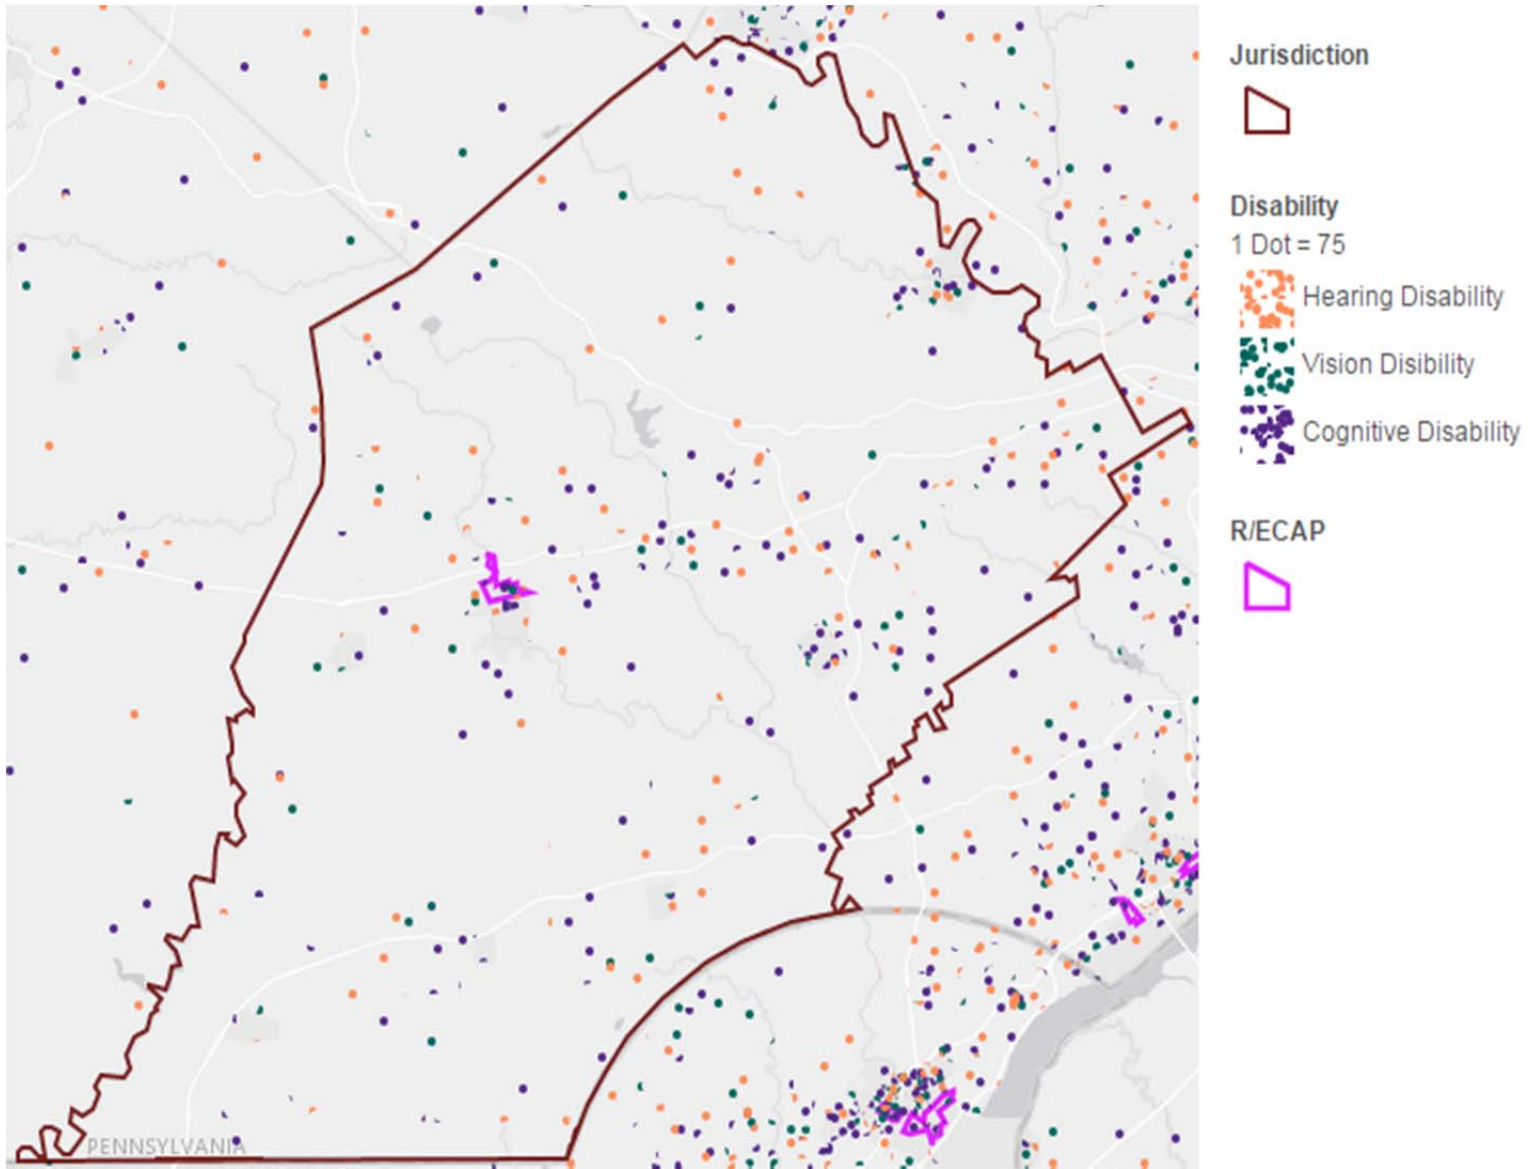 Jurisdiction
Disability
1 Dot = 75
Hearing Disability
Vision Disibility
Cognitive Disability
R/ECAP
PENNSYLVANIA